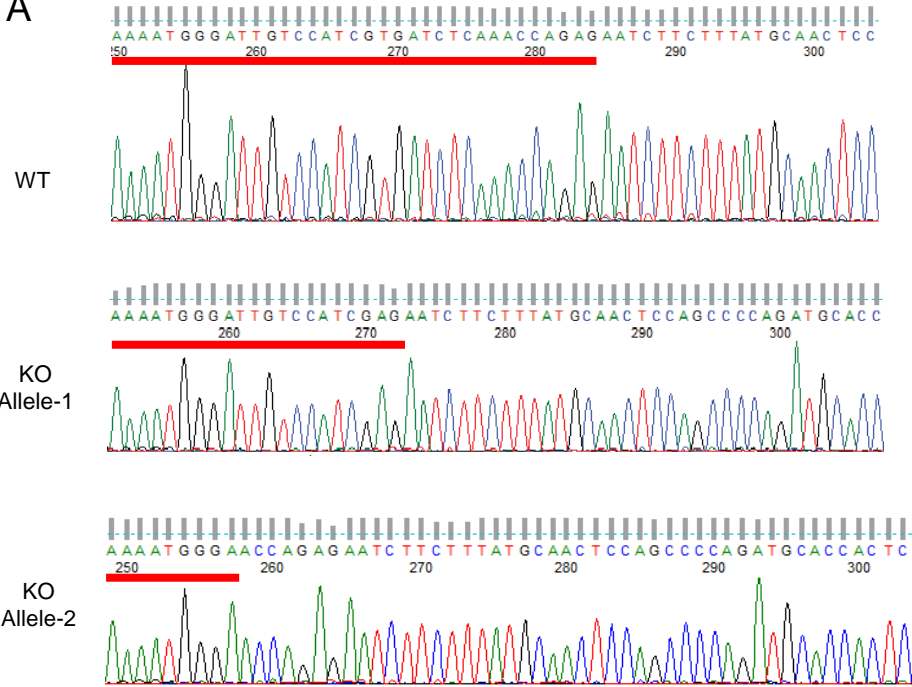 A
AAAATGGGATTGTCCATCGTGATCTCAAACCAGAGAATCTTCTTTATGCAACTCC
250 260 270 280 290 300
WT
AAAATGGGATTGTCCATCGAGAATCTTCTTTATGCAACTCCAGCCCCAGATGCACC
260 270 280 290 300
KO
Allele-1
AAAATGGGAACCAGAGAATCTTCTTTATGCAACTCCAGCCCCAGATGCACCACTC
250 260 270 280 290 300
KO
Allele-2